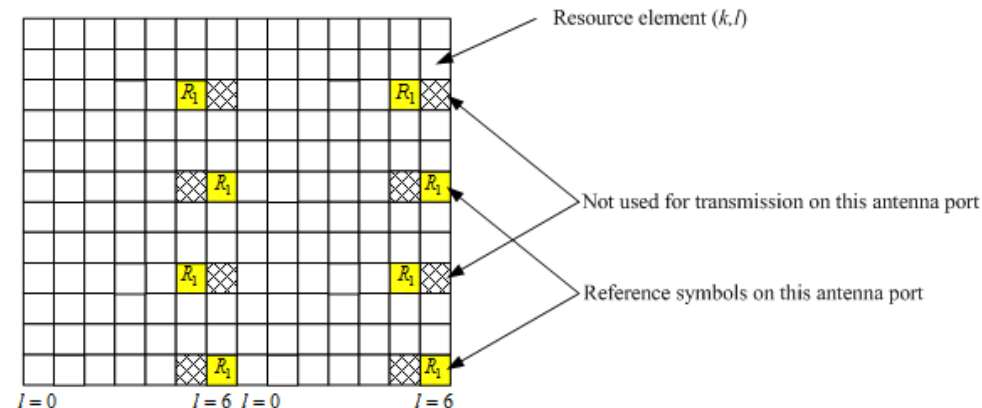 Resource element (k,l)
R₁ R₁
Not used for transmission on this antenna port
R₁ R₁
R₁ R₁
Reference symbols on this antenna port
R₁ R₁
l = 0 l = 6 l = 0 l = 6